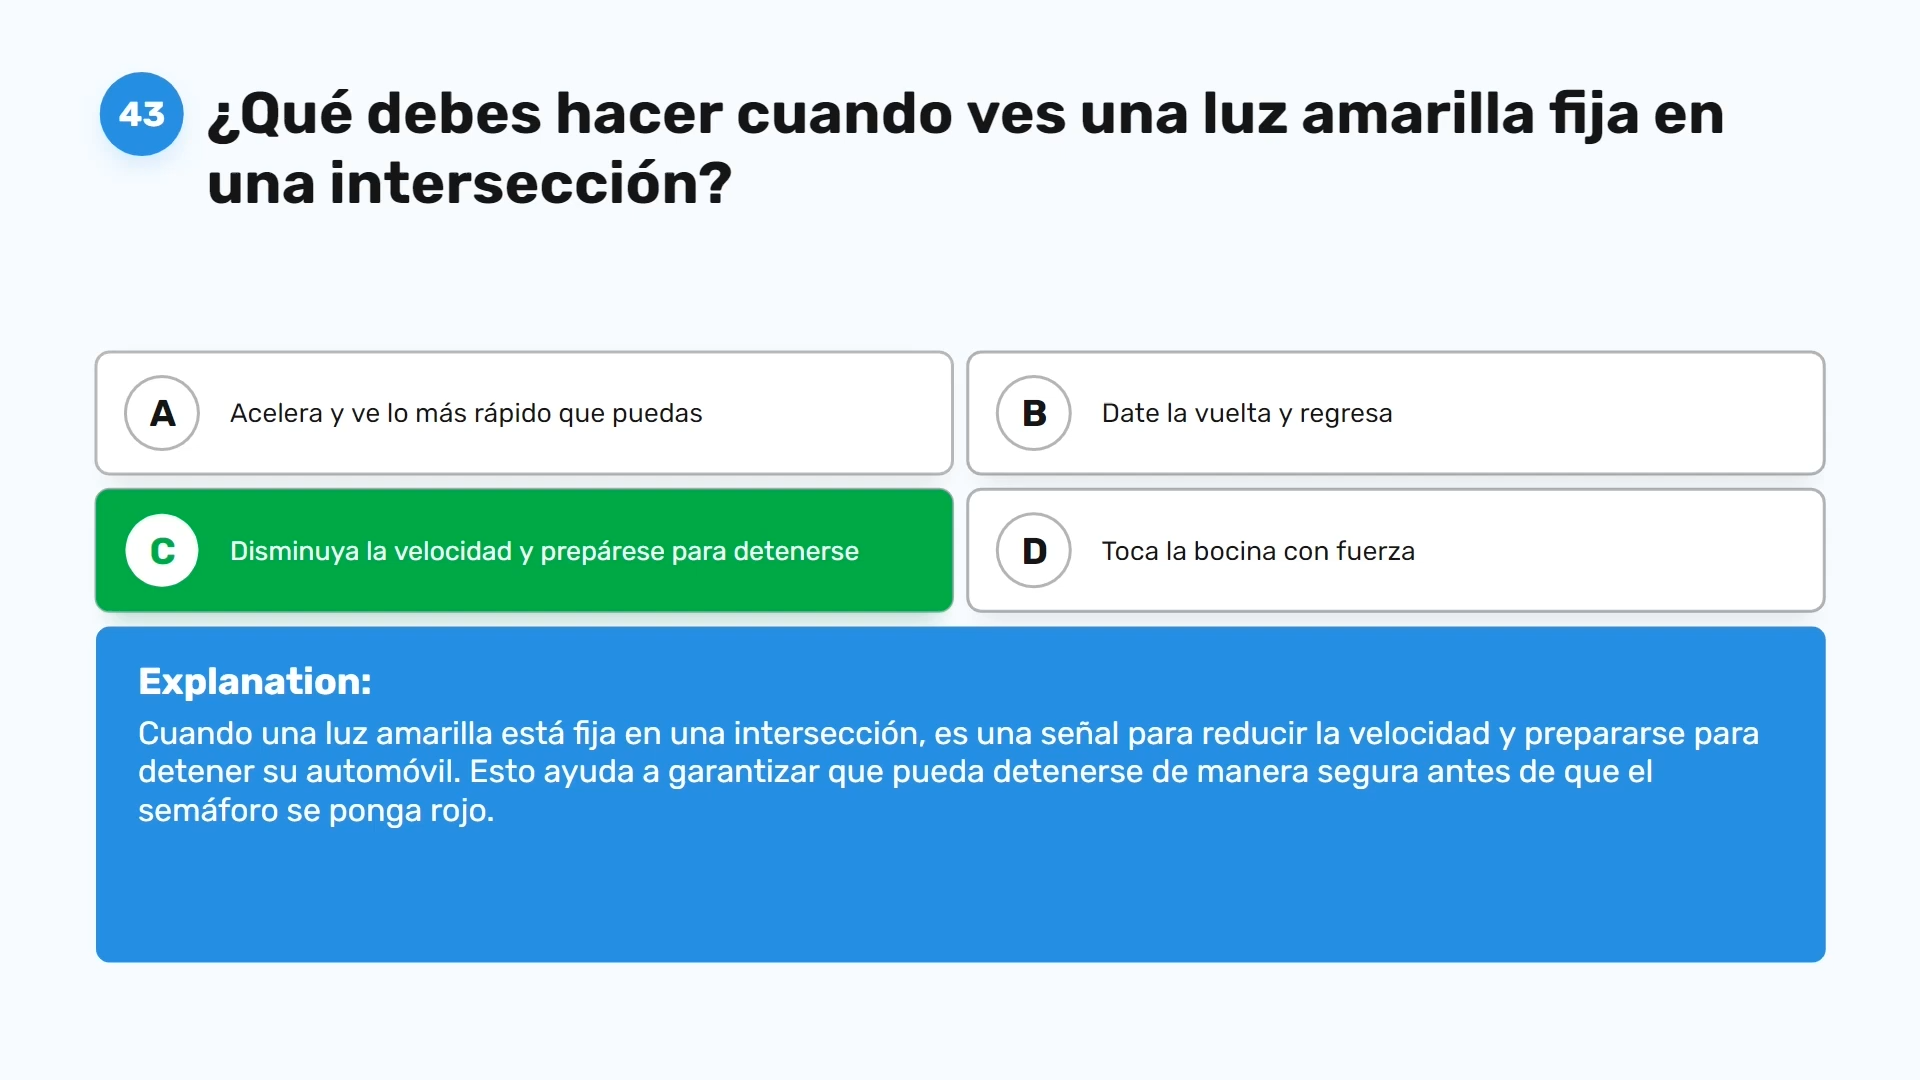 43
¿Qué debes hacer cuando ves una luz amarilla fija en
una intersección?
A
Acelera y ve lo más rápido que puedas
B
Date la vuelta y regresa
C
Disminuya la velocidad y prepárese para detenerse
D
Toca la bocina con fuerza
Explanation:
Cuando una luz amarilla está fija en una intersección, es una señal para reducir la velocidad y prepararse para
detener su automóvil. Esto ayuda a garantizar que pueda detenerse de manera segura antes de que el
semáforo se ponga rojo.